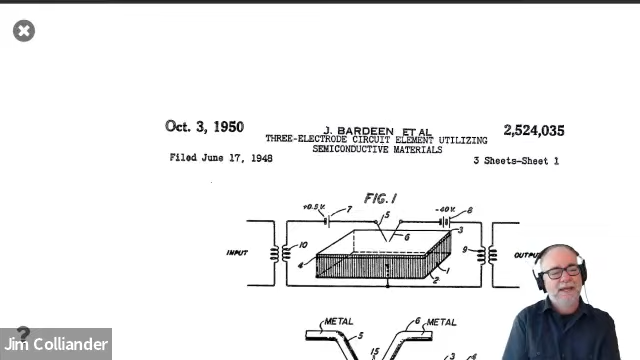 Oct. 3, 1950
J. BARDEEN ET AL
2,524,035
THREE-ELECTRODE CIRCUIT ELEMENT UTILIZING
SEMICONDUCTIVE MATERIALS
Filed June 17, 1948
3 Sheets-Sheet 1
FIG. 1
+0.5 V.
7
5
-40 V.
8
6
3
INPUT
10
4
9
OUTPU
1
2
METAL
5
6
METAL
15
3
?
Jim Colliander